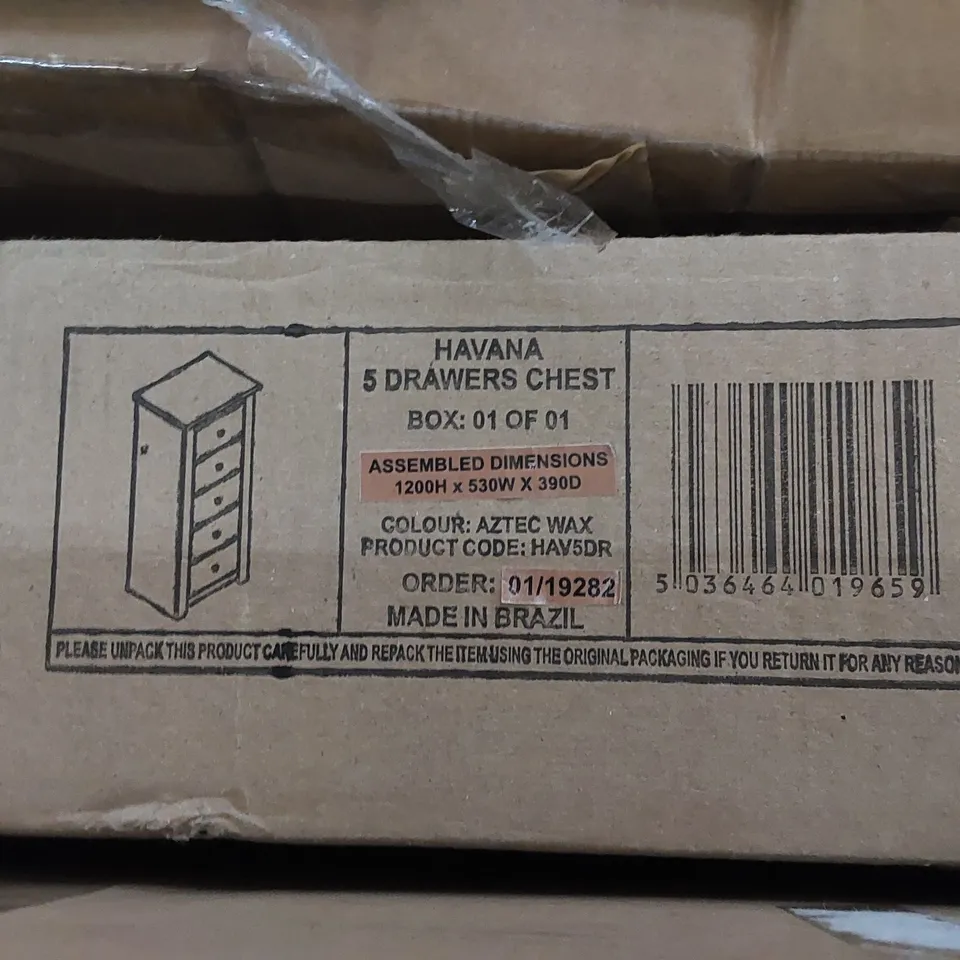 HAVANA
5 DRAWERS CHEST
BOX: 01 OF 01
ASSEMBLED DIMENSIONS
1200H x 530W X 390D
COLOUR: AZTEC WAX
PRODUCT CODE: HAV5DR
ORDER: 01/19282
MADE IN BRAZIL
5 036464 019659
PLEASE UNPACK THIS PRODUCT CAREFULLY AND REPACK THE ITEM USING THE ORIGINAL PACKAGING IF YOU RETURN IT FOR ANY REASON